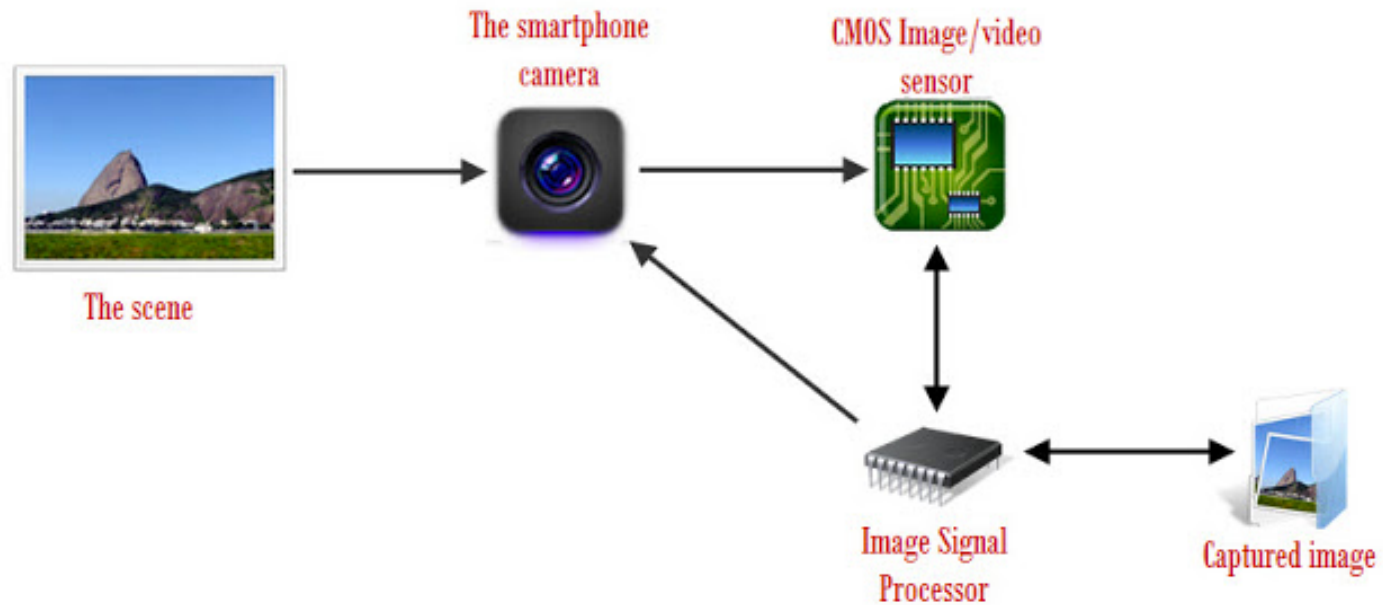 The smartphone
camera
CMOS Image/video
sensor
The scene
Image Signal
Processor
Captured image